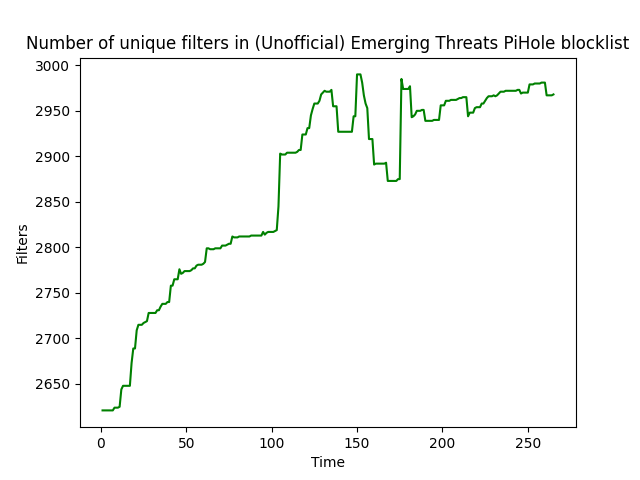 Number of unique filters in (Unofficial) Emerging Threats PiHole blocklist
3000
2950
2900
2850
2800
2750
2700
2650
Filters
0 50 100 150 200 250
Time